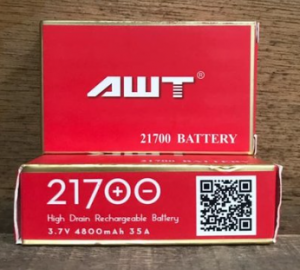 AWT®
21700 BATTERY
21700
High Drain Rechargeable Battery
3.7V 4800mAh 35A